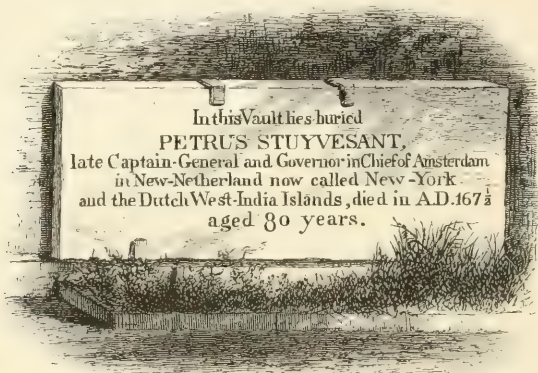 In this Vault lies buried
PETRUS STUYVESANT,
late Captain-General and Governor in Chief of Amsterdam
in New-Netherland now called New-York
and the Dutch West-India Islands, died in A.D. 167½
aged 80 years.